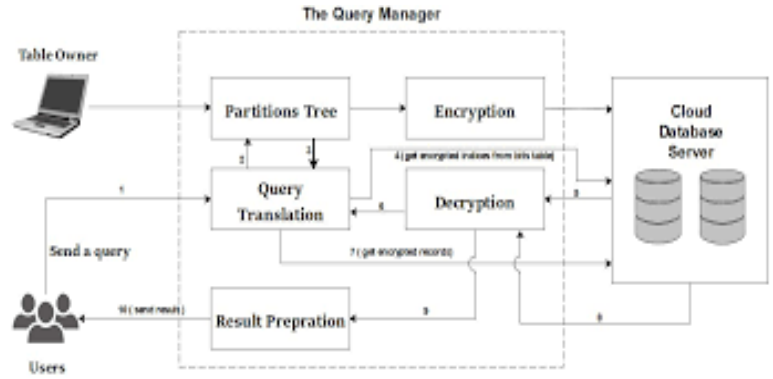 The Query Manager
Table Owner
Partitions Tree
Encryption
Cloud
Database
Server
2
3
4 ( get encrypted indices from bits table)
1
Query
Translation
Decryption
5
6
Send a query
7 ( get encrypted records)
10 ( send result)
Result Prepration
9
8
Users